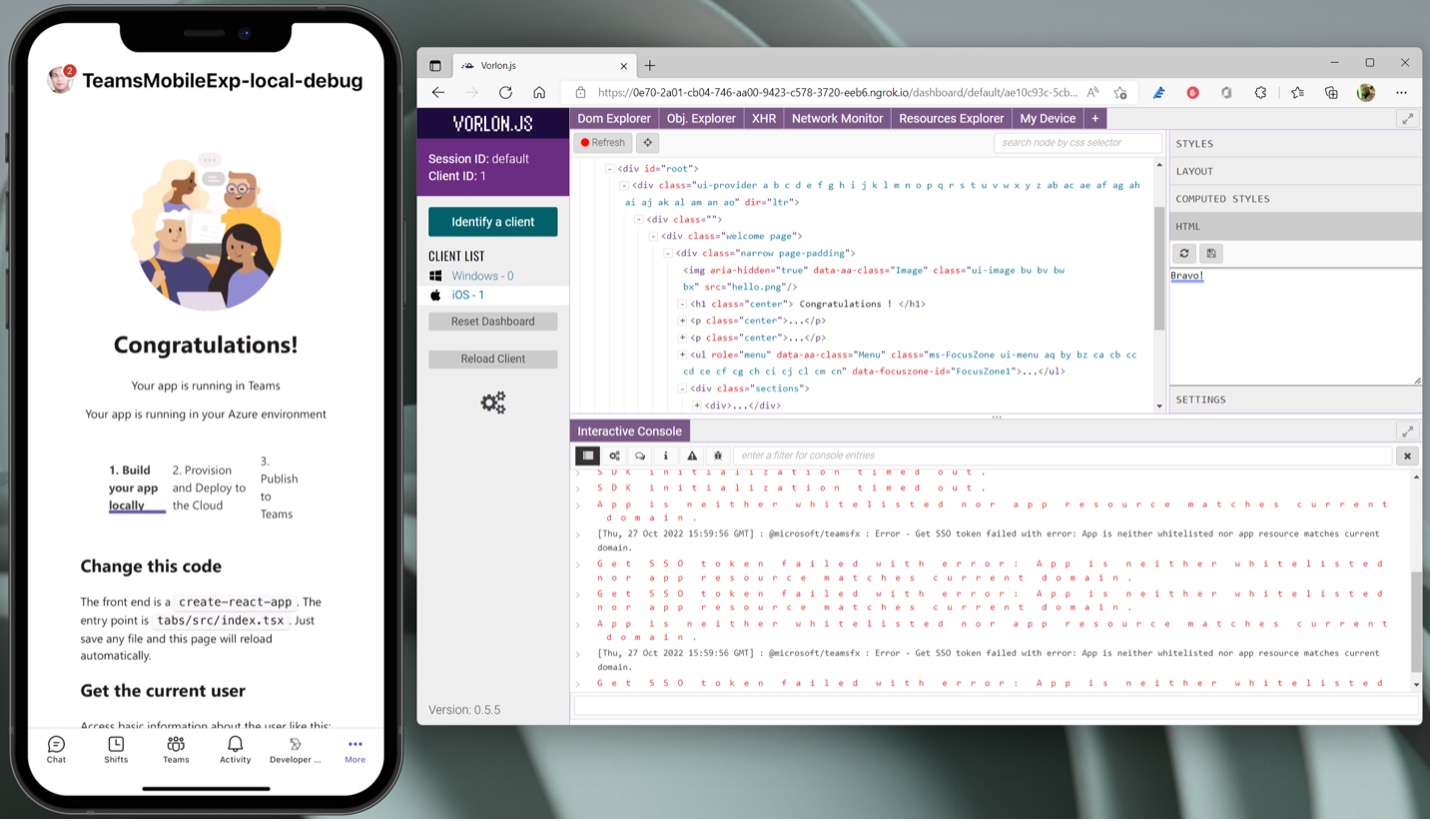 2
TeamsMobileExp-local-debug
Congratulations!
Your app is running in Teams
Your app is running in your Azure environment
1. Build
your app
locally
2. Provision
and Deploy to
the Cloud
3.
Publish
to
Teams
Change this code
The front end is a create-react-app. The
entry point is tabs/src/index.tsx. Just
save any file and this page will reload
automatically.
Get the current user
Access basic information about the user like this:
Chat
Shifts
Teams
Activity
Developer ...
More
Vorlon.js
https://0e70-2a01-cb04-746-aa00-9423-c578-3720-eeb6.ngrok.io/dashboard/default/ae10c93c-5cb...
VORLON.JS
Session ID: default
Client ID: 1
Identify a client
CLIENT LIST
Windows - 0
iOS - 1
Reset Dashboard
Reload Client
Version: 0.5.5
Dom Explorer
Obj. Explorer
XHR
Network Monitor
Resources Explorer
My Device
+
Refresh
search node by css selector
<div id="root">
<div class="ui-provider a b c d e f g h i j k l m n o p q r s t u v w x y z ab ac ae af ag ah
ai aj ak al am an ao" dir="ltr">
<div class="">
<div class="welcome page">
<div class="narrow page-padding">
<img aria-hidden="true" data-aa-class="Image" class="ui-image bu bv bw
bx" src="hello.png"/>
<h1 class="center"> Congratulations ! </h1>
<p class="center">...</p>
<p class="center">...</p>
<ul role="menu" data-aa-class="Menu" class="ms-FocusZone ui-menu aq by bz ca cb cc
cd ce cf cg ch ci cj cl cm cn" data-focuszone-id="FocusZone1">...</ul>
<div class="sections">
<div>...</div>
STYLES
LAYOUT
COMPUTED STYLES
HTML
Bravo!
SETTINGS
Interactive Console
enter a filter for console entries
SDK initialization timed out.
SDK initialization timed out.
App is neither whitelisted nor app resource matches current
domain.
[Thu, 27 Oct 2022 15:59:56 GMT] : @microsoft/teamsfx : Error - Get SSO token failed with error: App is neither whitelisted nor app resource matches current
domain.
Get SSO token failed with error: App is neither whitelisted
nor app resource matches current domain.
Get SSO token failed with error: App is neither whitelisted
nor app resource matches current domain.
App is neither whitelisted nor app resource matches current
domain.
[Thu, 27 Oct 2022 15:59:56 GMT] : @microsoft/teamsfx : Error - Get SSO token failed with error: App is neither whitelisted nor app resource matches current
domain.
Get SSO token failed with error: App is neither whitelisted